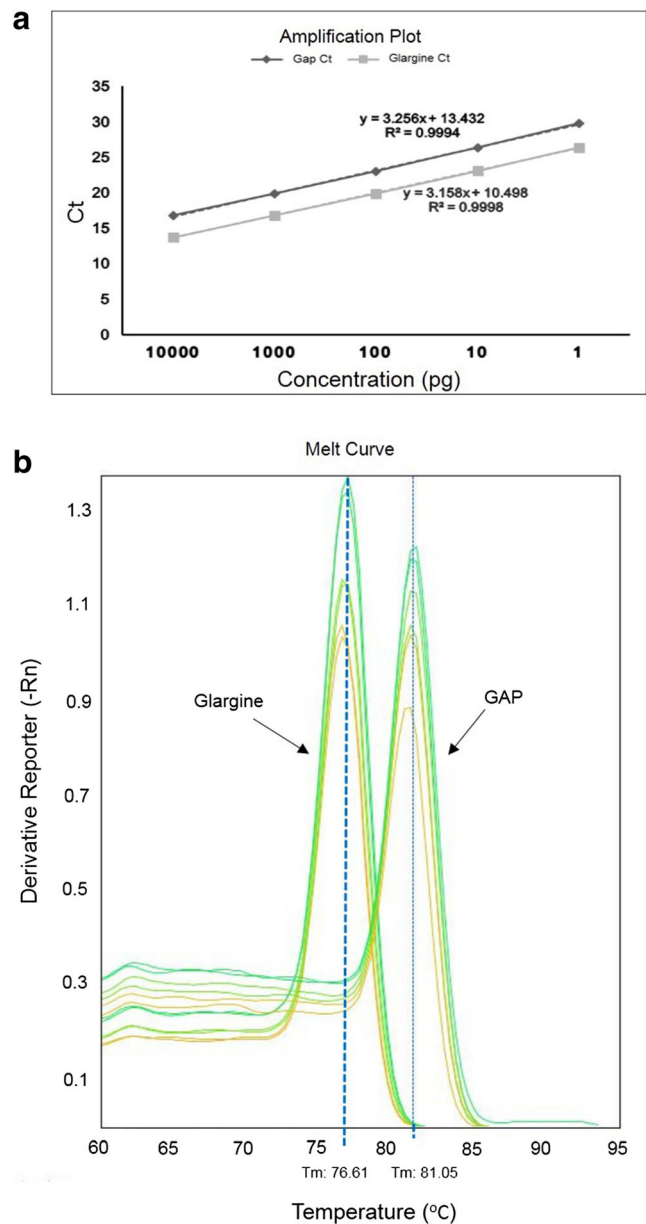 a
Amplification Plot
Gap Ct Glargine Ct
35
30
25
20
15
10
5
0
Ct
y = 3.256x + 13.432
R² = 0.9994
y = 3.158x + 10.498
R² = 0.9998
10000 1000 100 10 1
Concentration (pg)
b
Melt Curve
1.3
1.1
0.9
0.7
0.5
0.3
0.1
Derivative Reporter (-Rn)
Glargine
GAP
60 65 70 75 80 85 90 95
Tm: 76.61 Tm: 81.05
Temperature (ºC)